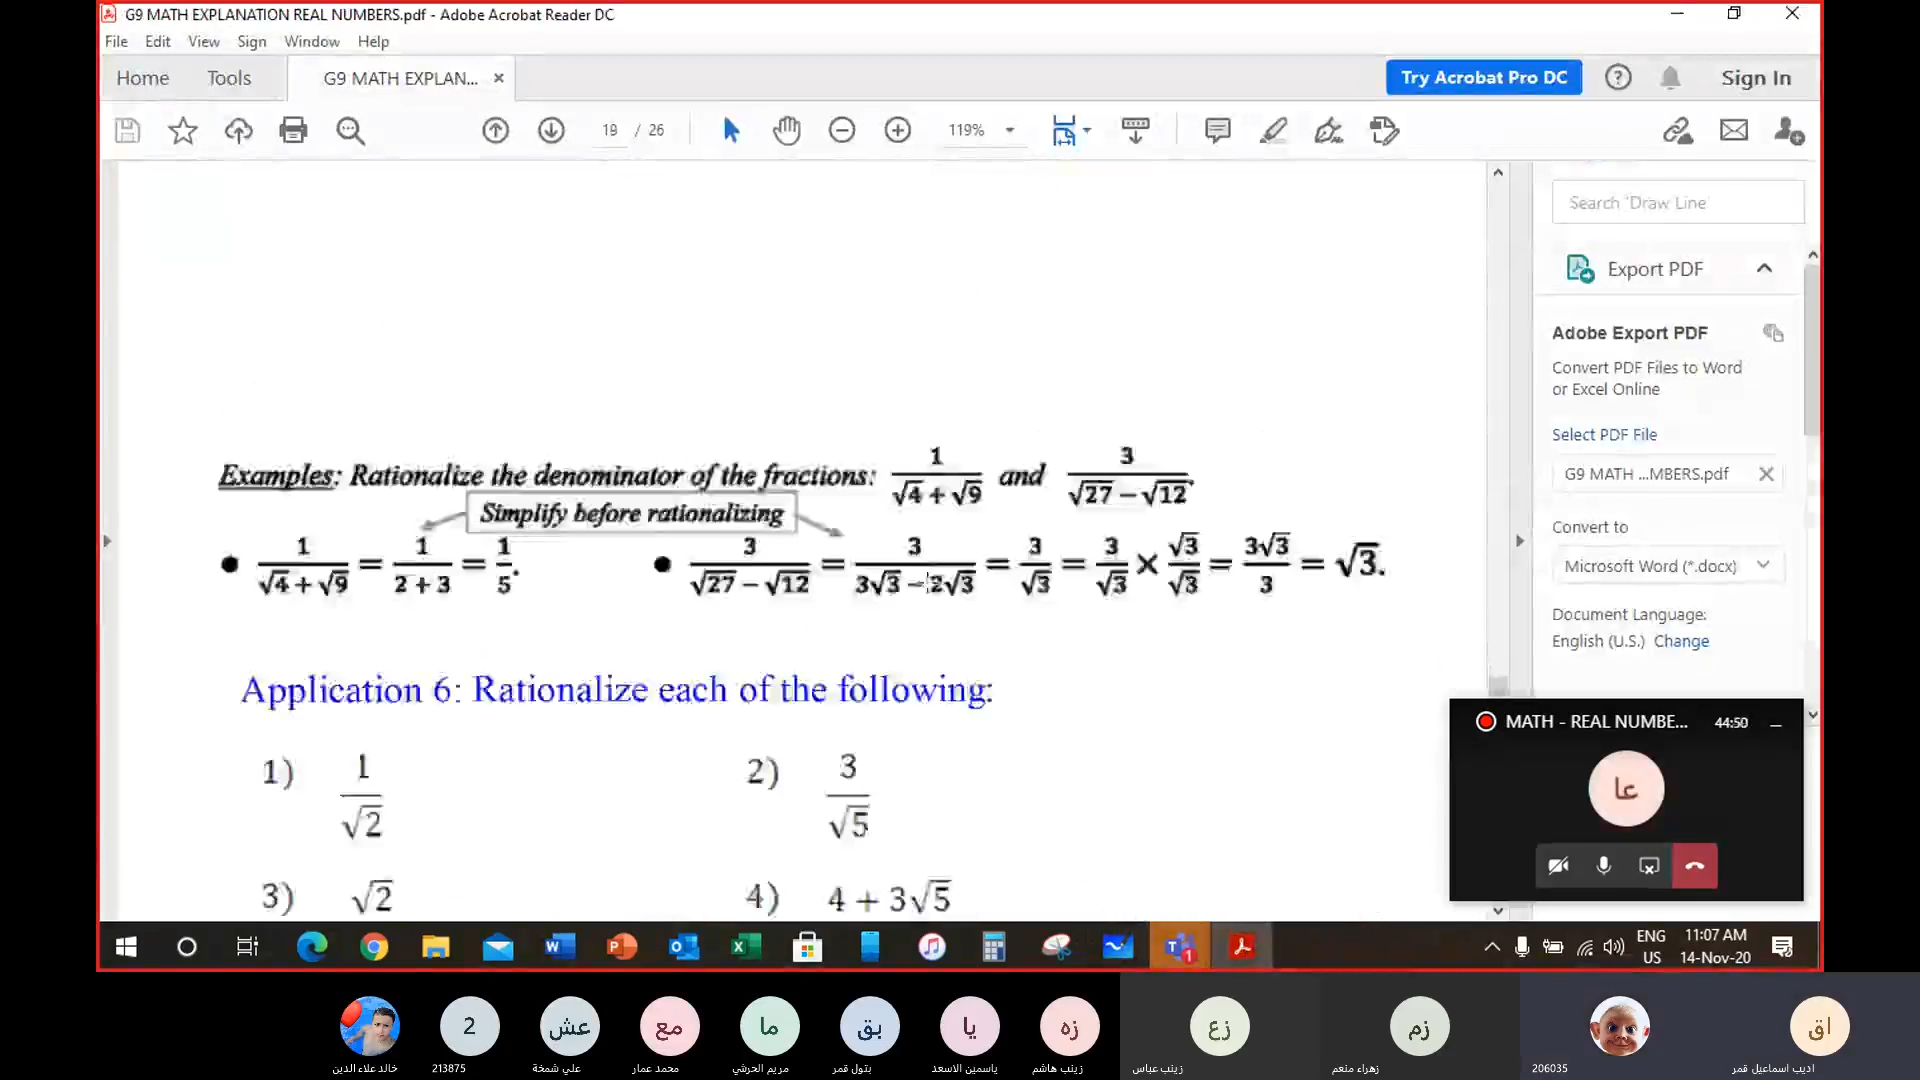 G9 MATH EXPLANATION REAL NUMBERS.pdf - Adobe Acrobat Reader DC
File Edit View Sign Window Help
Home Tools G9 MATH EXPLAN... × Try Acrobat Pro DC Sign In
19 / 26 119%
Search 'Draw Line
Export PDF
Adobe Export PDF
Convert PDF Files to Word
or Excel Online
Select PDF File
G9 MATH ...MBERS.pdf
Convert to
Microsoft Word (*.docx)
Document Language:
English (U.S.) Change
Examples: Rationalize the denominator of the fractions: 1/(√4 + √9) and 3/(√27 − √12).
Simplify before rationalizing
● 1/(√4 + √9) = 1/(2 + 3) = 1/5. ● 3/(√27 − √12) = 3/(3√3 − 2√3) = 3/√3 = 3/√3 × √3/√3 = 3√3/3 = √3.
Application 6: Rationalize each of the following:
1) 1/√2 2) 3/√5
3) √2 4) 4 + 3√5
MATH - REAL NUMBE... 44:50
عا
ENG
US
11:07 AM
14-Nov-20
2 عش مع ما بق يا زه زع زم اق
خالد علاء الدين 213875 علي شمخة محمد عمار مريم الحرشي بتول قمر ياسمين الاسعد زينب هاشم زينب عباس زهراء منعم 206035 اديب اسماعيل قمر